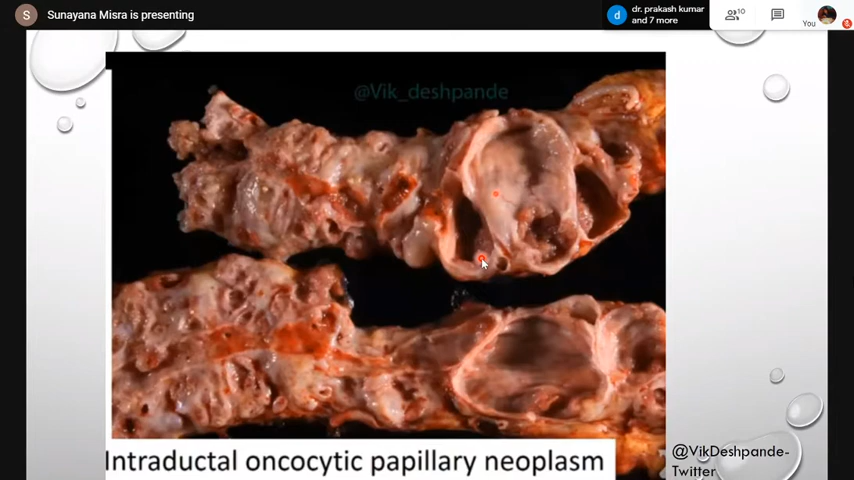 S Sunayana Misra is presenting
d dr. prakash kumar
and 7 more
10
You
@Vik_deshpande
Intraductal oncocytic papillary neoplasm
@VikDeshpande-
Twitter